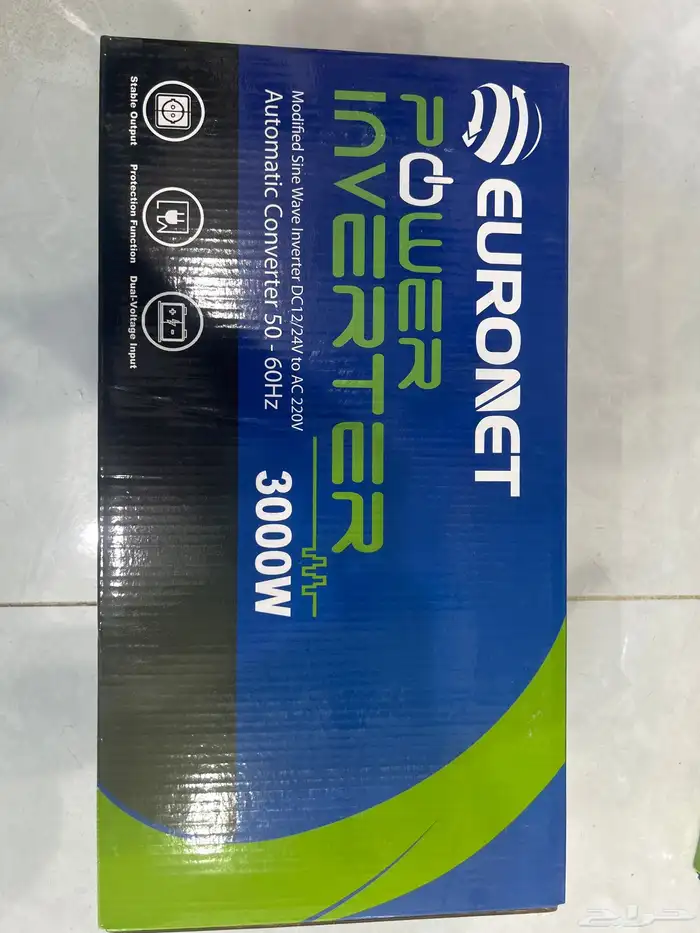 EURONET
POWER
INVERTER
Modified Sine Wave Inverter DC12/24V to AC 220V
Automatic Converter 50 - 60Hz
3000W
Stable Output
Protection Function
Dual-Voltage Input
حراج